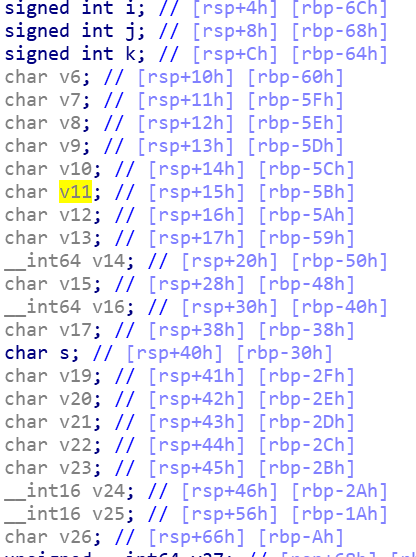 signed int i; // [rsp+4h] [rbp-6Ch]
signed int j; // [rsp+8h] [rbp-68h]
signed int k; // [rsp+Ch] [rbp-64h]
char v6; // [rsp+10h] [rbp-60h]
char v7; // [rsp+11h] [rbp-5Fh]
char v8; // [rsp+12h] [rbp-5Eh]
char v9; // [rsp+13h] [rbp-5Dh]
char v10; // [rsp+14h] [rbp-5Ch]
char v11; // [rsp+15h] [rbp-5Bh]
char v12; // [rsp+16h] [rbp-5Ah]
char v13; // [rsp+17h] [rbp-59h]
__int64 v14; // [rsp+20h] [rbp-50h]
char v15; // [rsp+28h] [rbp-48h]
__int64 v16; // [rsp+30h] [rbp-40h]
char v17; // [rsp+38h] [rbp-38h]
char s; // [rsp+40h] [rbp-30h]
char v19; // [rsp+41h] [rbp-2Fh]
char v20; // [rsp+42h] [rbp-2Eh]
char v21; // [rsp+43h] [rbp-2Dh]
char v22; // [rsp+44h] [rbp-2Ch]
char v23; // [rsp+45h] [rbp-2Bh]
__int16 v24; // [rsp+46h] [rbp-2Ah]
__int16 v25; // [rsp+56h] [rbp-1Ah]
char v26; // [rsp+66h] [rbp-Ah]